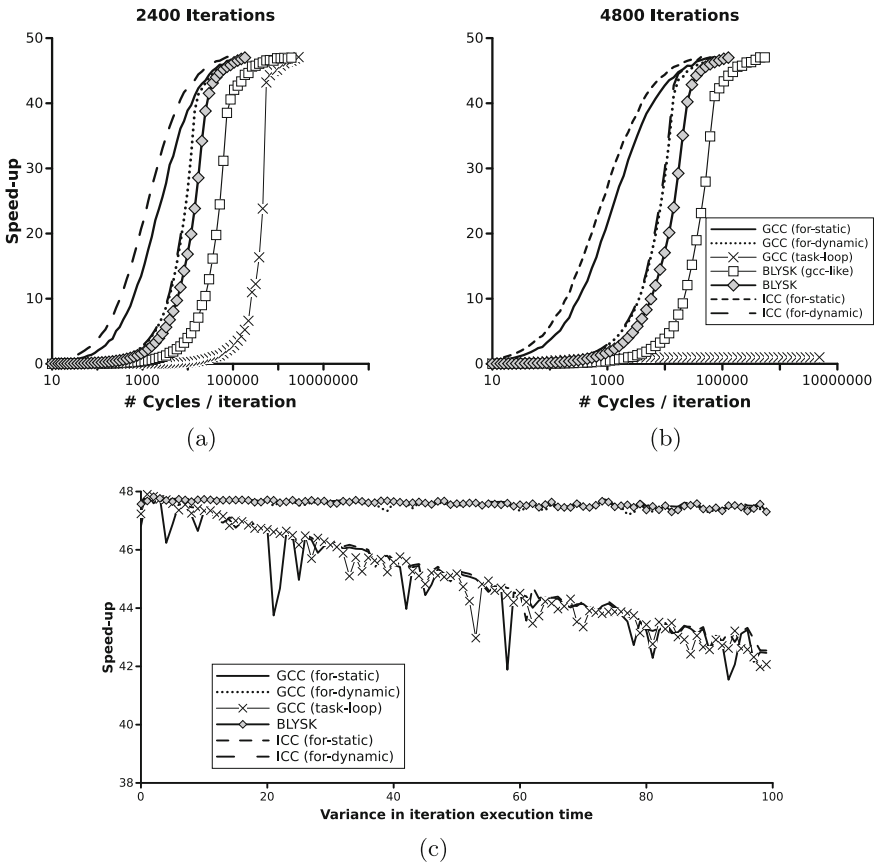 2400 Iterations
50
40
30
20
10
0
Speed-up
10
1000
100000
10000000
# Cycles / iteration
(a)
4800 Iterations
50
40
30
20
10
0
10
1000
100000
10000000
# Cycles / iteration
GCC (for-static)
GCC (for-dynamic)
GCC (task-loop)
BLYSK (gcc-like)
BLYSK
ICC (for-static)
ICC (for-dynamic)
(b)
48
46
44
42
40
38
Speed-up
GCC (for-static)
GCC (for-dynamic)
GCC (task-loop)
BLYSK
ICC (for-static)
ICC (for-dynamic)
0
20
40
60
80
100
Variance in iteration execution time
(c)